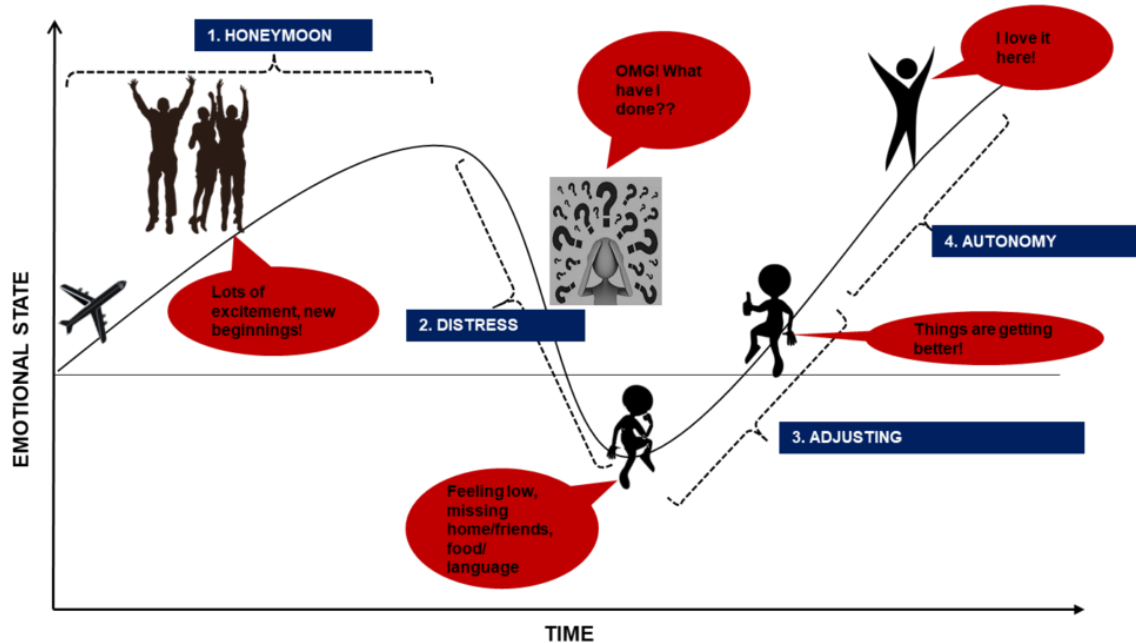 1. HONEYMOON
I love it
here!
OMG! What
have I
done??
4. AUTONOMY
Lots of
excitement, new
beginnings!
2. DISTRESS
Things are getting
better!
EMOTIONAL STATE
3. ADJUSTING
Feeling low,
missing
home/friends,
food/
language
TIME